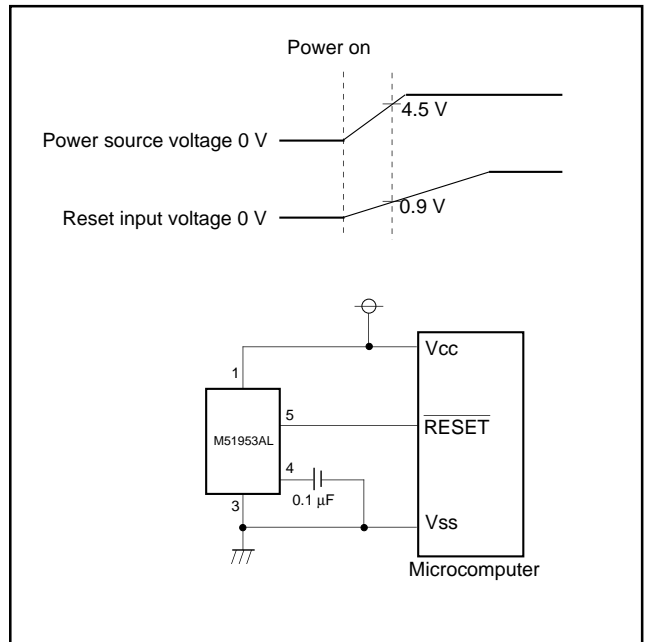 Power on
4.5 V
Power source voltage 0 V
0.9 V
Reset input voltage 0 V
Vcc
1
5
RESET
M51953AL
4
0.1 μF
3
Vss
Microcomputer